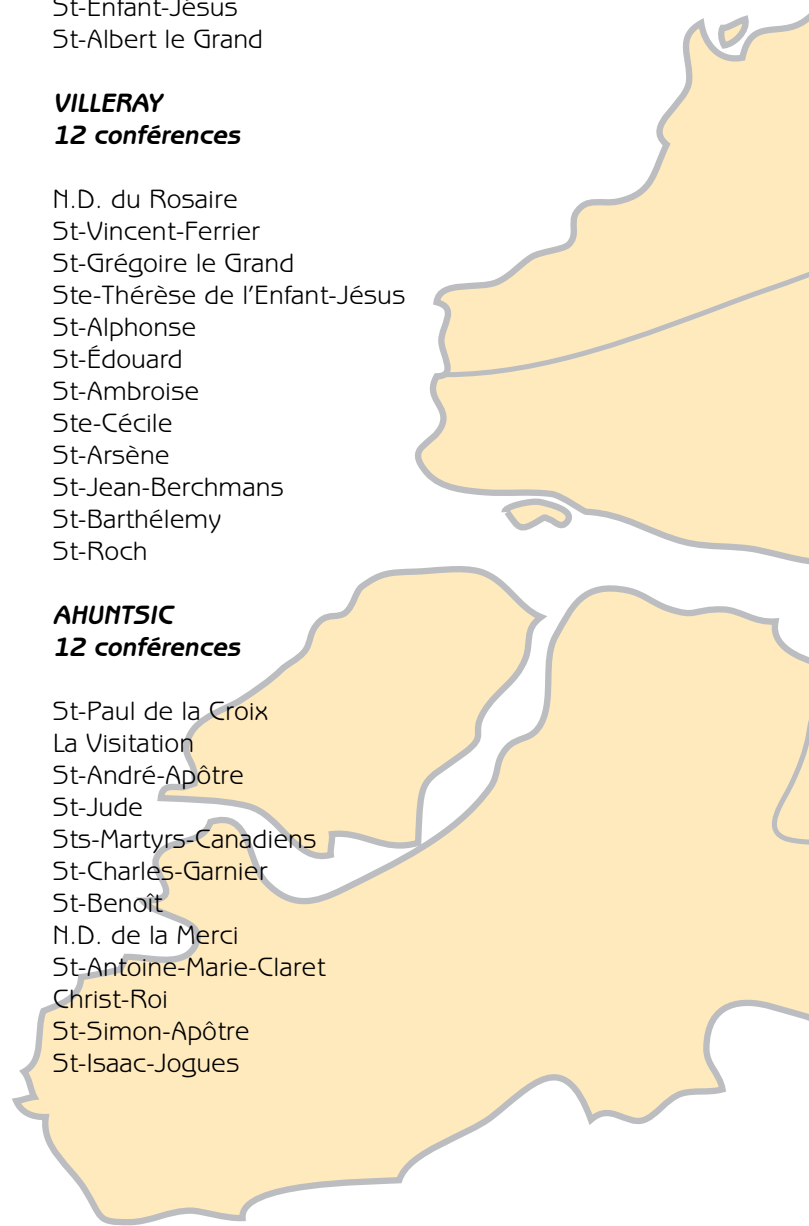 St-Enfant-Jésus
St-Albert le Grand
VILLERAY
12 conférences
N.D. du Rosaire
St-Vincent-Ferrier
St-Grégoire le Grand
Ste-Thérèse de l'Enfant-Jésus
St-Alphonse
St-Édouard
St-Ambroise
Ste-Cécile
St-Arsène
St-Jean-Berchmans
St-Barthélemy
St-Roch
AHUNTSIC
12 conférences
St-Paul de la Croix
La Visitation
St-André-Apôtre
St-Jude
Sts-Martyrs-Canadiens
St-Charles-Garnier
St-Benoît
N.D. de la Merci
St-Antoine-Marie-Claret
Christ-Roi
St-Simon-Apôtre
St-Isaac-Jogues